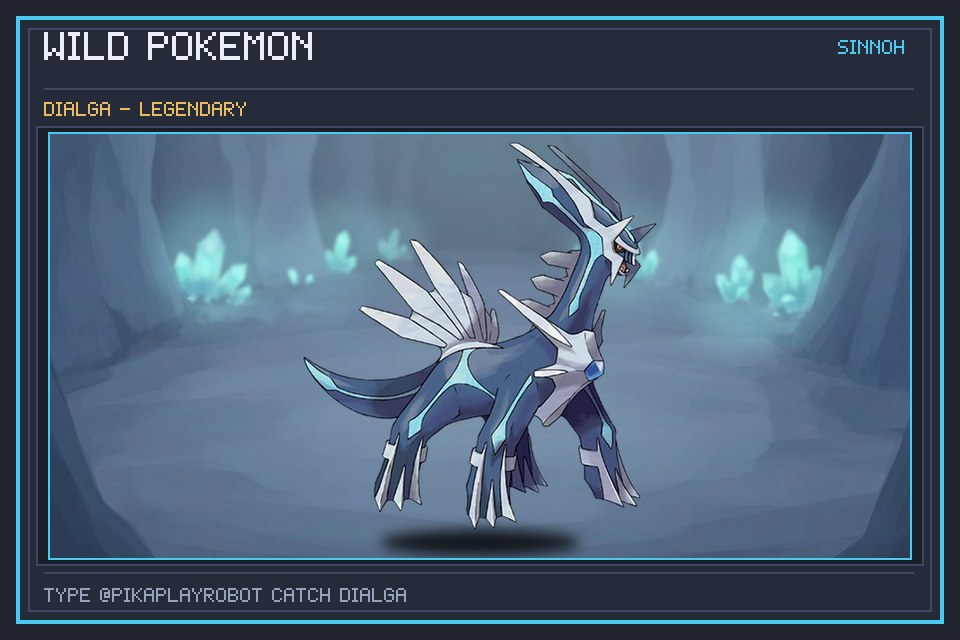 WILD POKEMON
SINNOH
DIALGA - LEGENDARY
TYPE @PIKAPLAYROBOT CATCH DIALGA